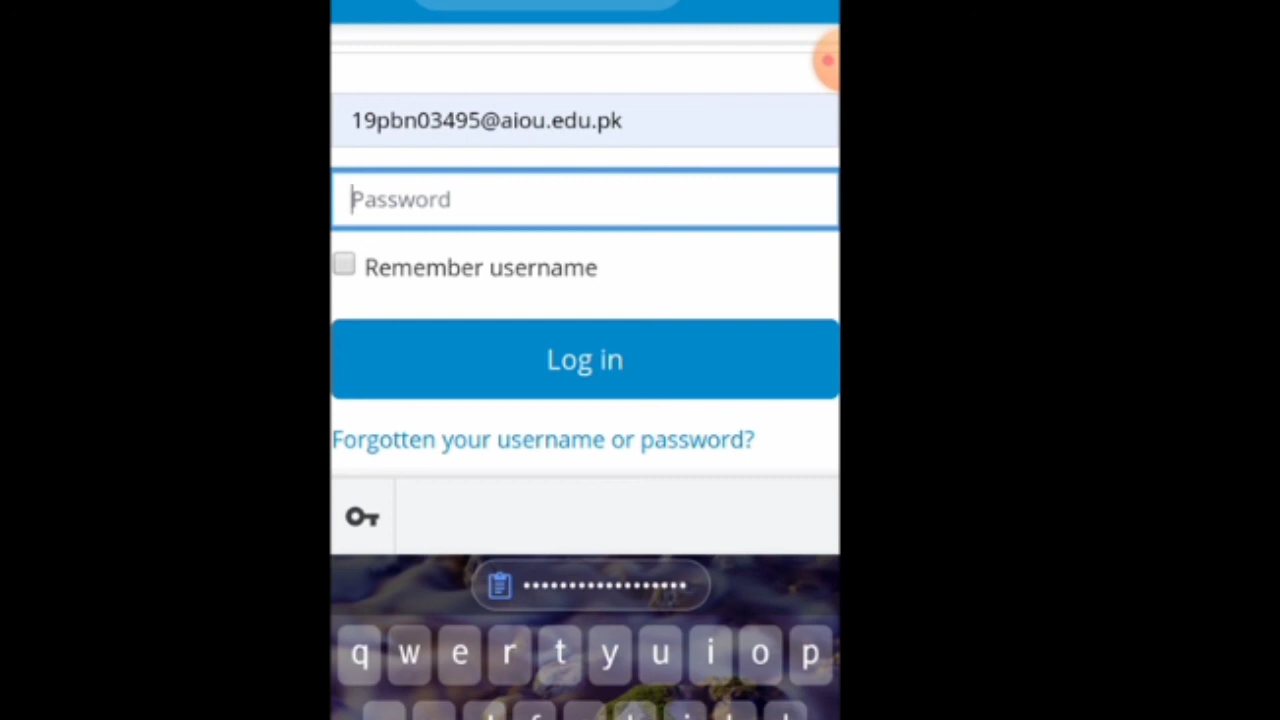 19pbn03495@aiou.edu.pk
Password
Remember username
Log in
Forgotten your username or password?
••••••••••••••••••
q w e r t y u i o p